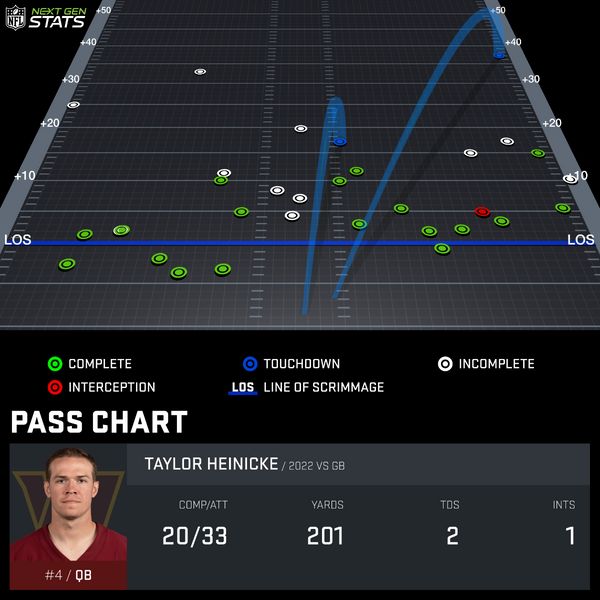 NFL NEXT GEN STATS
+50 +50
+40 +40
+30 +30
+20 +20
+10 +10
LOS LOS
COMPLETE TOUCHDOWN INCOMPLETE
INTERCEPTION LOS LINE OF SCRIMMAGE
PASS CHART
TAYLOR HEINICKE / 2022 VS GB
COMP/ATT YARDS TDS INTS
20/33 201 2 1
#4 / QB